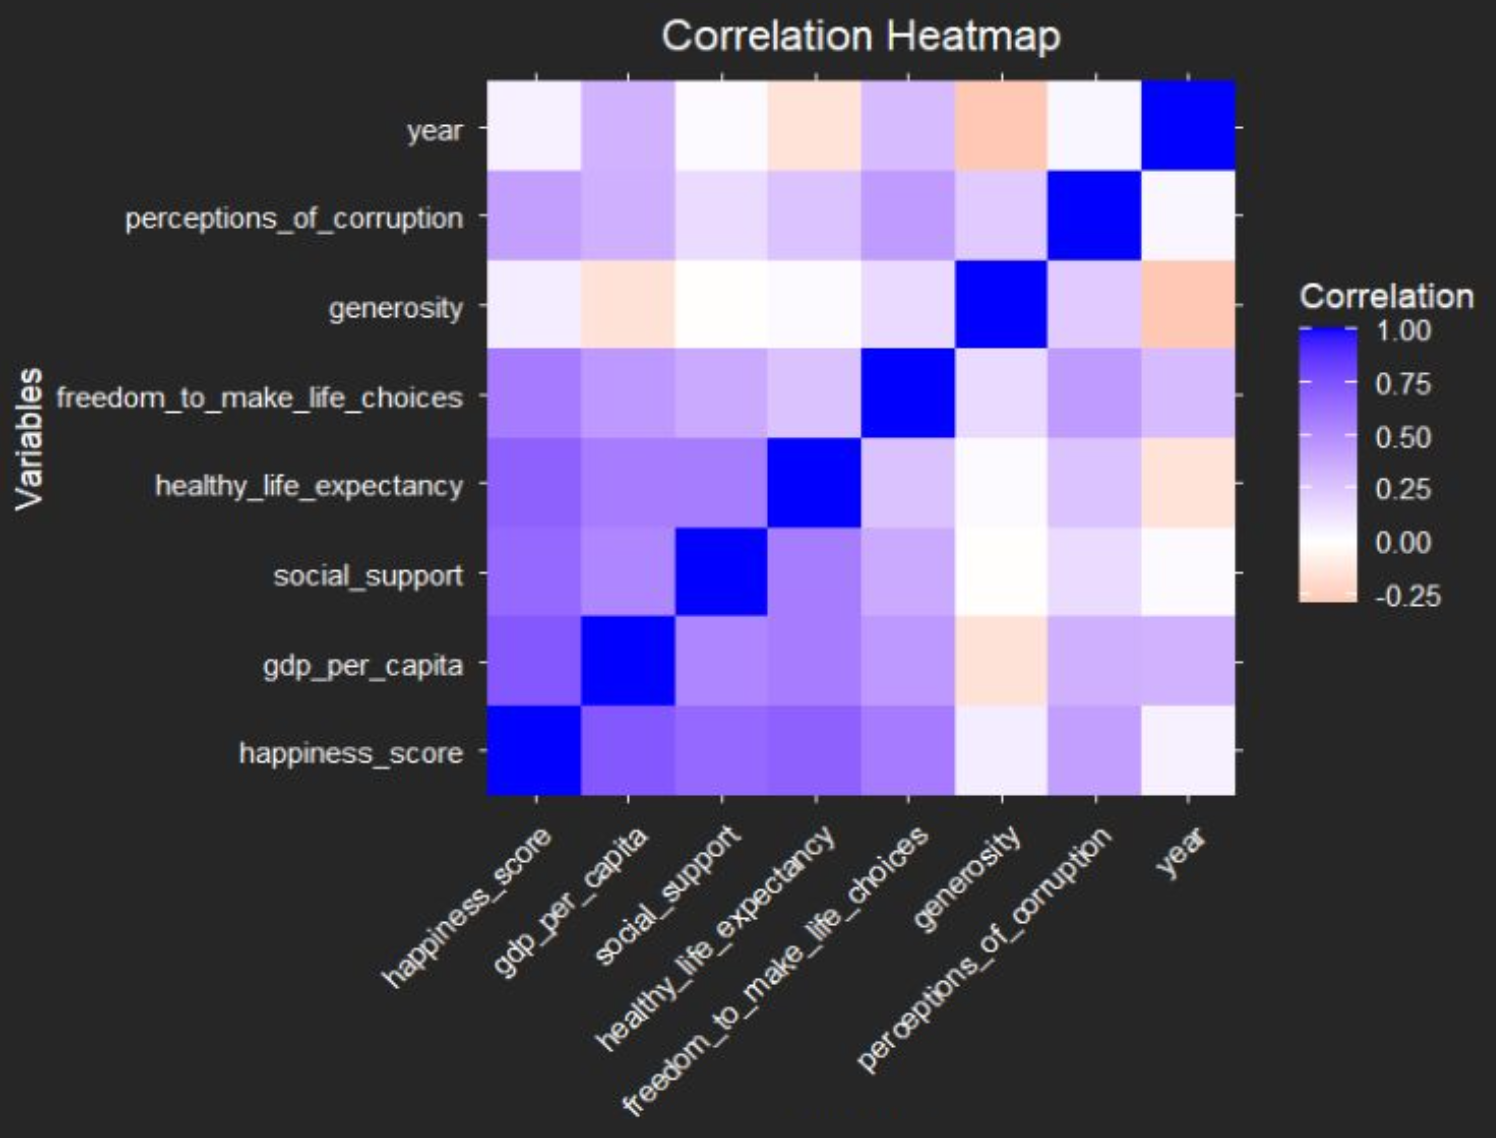 Correlation Heatmap
Variables
year
perceptions_of_corruption
generosity
freedom_to_make_life_choices
healthy_life_expectancy
social_support
gdp_per_capita
happiness_score
happiness_score
gdp_per_capita
social_support
healthy_life_expectancy
freedom_to_make_life_choices
generosity
perceptions_of_corruption
year
Correlation
1.00
0.75
0.50
0.25
0.00
-0.25